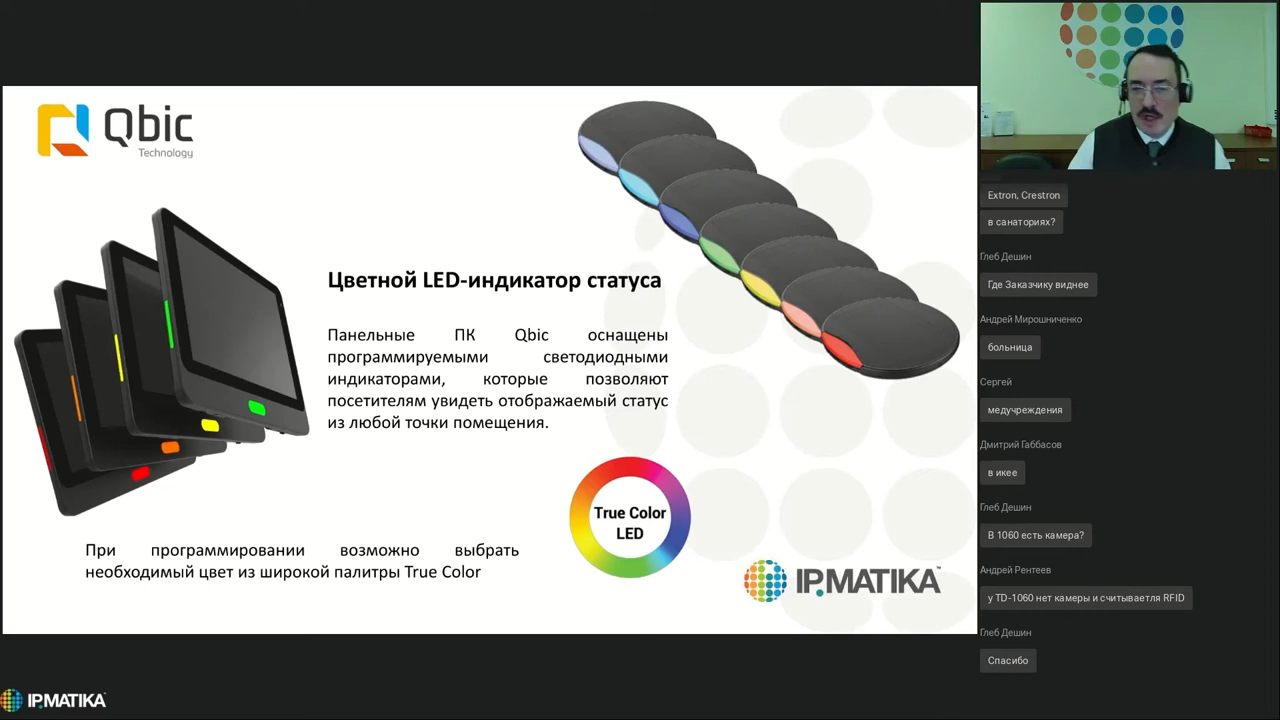 Qbic
Technology
Цветной LED-индикатор статуса
Панельные ПК Qbic оснащены
программируемыми светодиодными
индикаторами, которые позволяют
посетителям увидеть отображаемый статус
из любой точки помещения.
True Color
LED
При программировании возможно выбрать
необходимый цвет из широкой палитры True Color
IP.MATIKA
IP.MATIKA
Extron, Crestron
в санаториях?
Глеб Дешин
Где Заказчику виднее
Андрей Мирошниченко
больница
Сергей
медучреждения
Дмитрий Габбасов
в икее
Глеб Дешин
В 1060 есть камера?
Андрей Рентеев
у TD-1060 нет камеры и считываетля RFID
Глеб Дешин
Спасибо